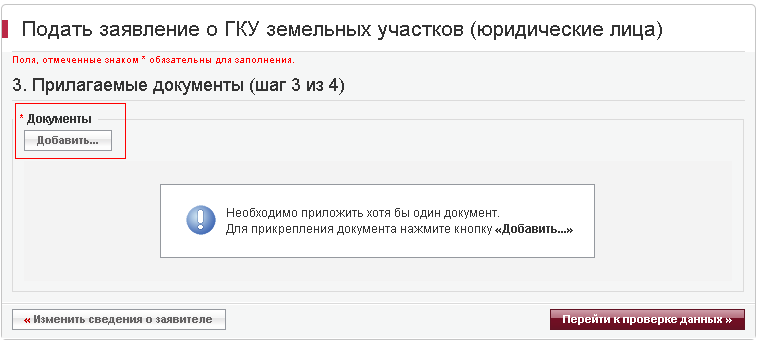 Подать заявление о ГКУ земельных участков (юридические лица)
Поля, отмеченные знаком * обязательны для заполнения.
3. Прилагаемые документы (шаг 3 из 4)
* Документы
Добавить...
Необходимо приложить хотя бы один документ.
Для прикрепления документа нажмите кнопку «Добавить...»
« Изменить сведения о заявителе
Перейти к проверке данных »